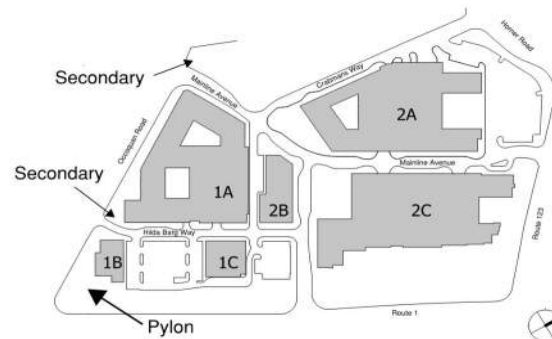 Horner Road
Crabmans Way
Secondary
Mainline Avenue
2A
Occoquan Road
Mainline Avenue
Secondary
1A
2B
2C
Hilda Barg Way
Route 123
1B
1C
Route 1
Pylon